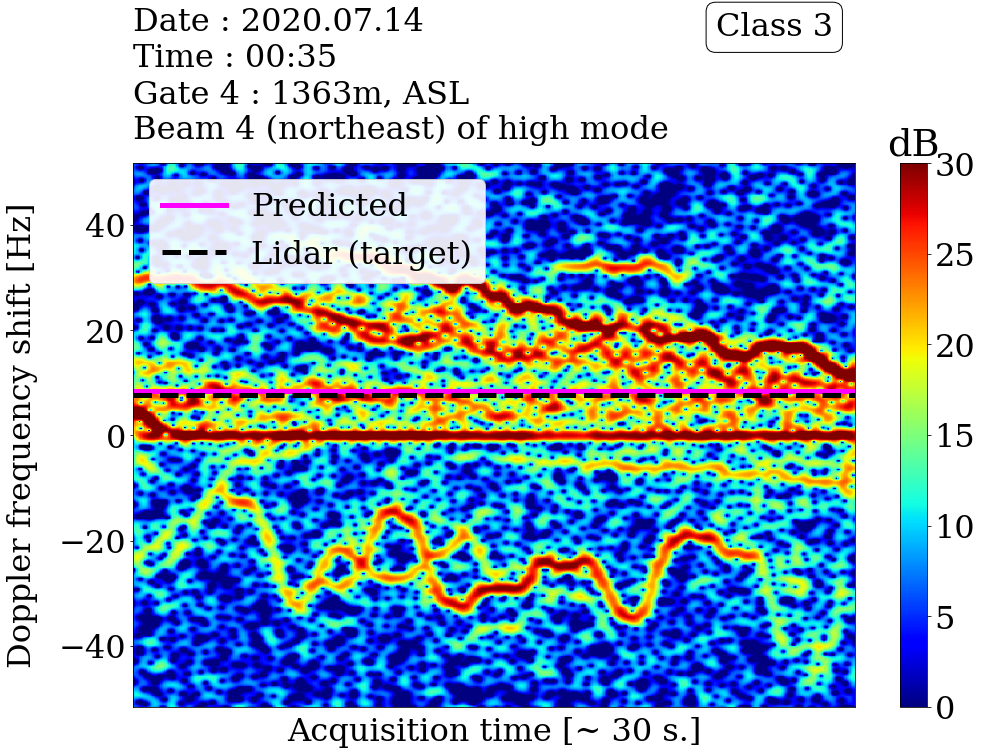 Date : 2020.07.14
Time : 00:35
Gate 4 : 1363m, ASL
Beam 4 (northeast) of high mode
Class 3
dB
Predicted
Lidar (target)
Doppler frequency shift [Hz]
40
20
0
−20
−40
30
25
20
15
10
5
0
Acquisition time [~ 30 s.]